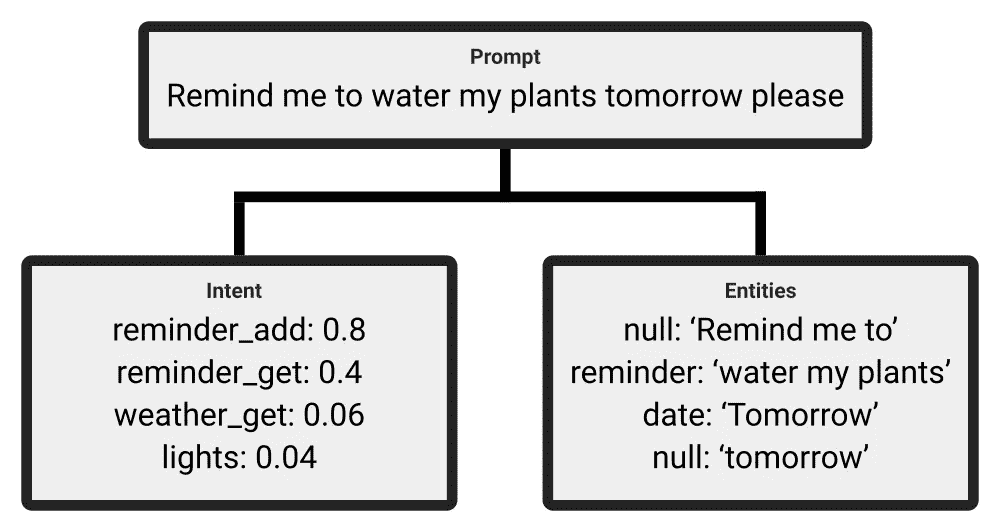 Prompt
Remind me to water my plants tomorrow please
Intent
reminder_add: 0.8
reminder_get: 0.4
weather_get: 0.06
lights: 0.04
Entities
null: ‘Remind me to’
reminder: ‘water my plants’
date: ‘Tomorrow’
null: ‘tomorrow’